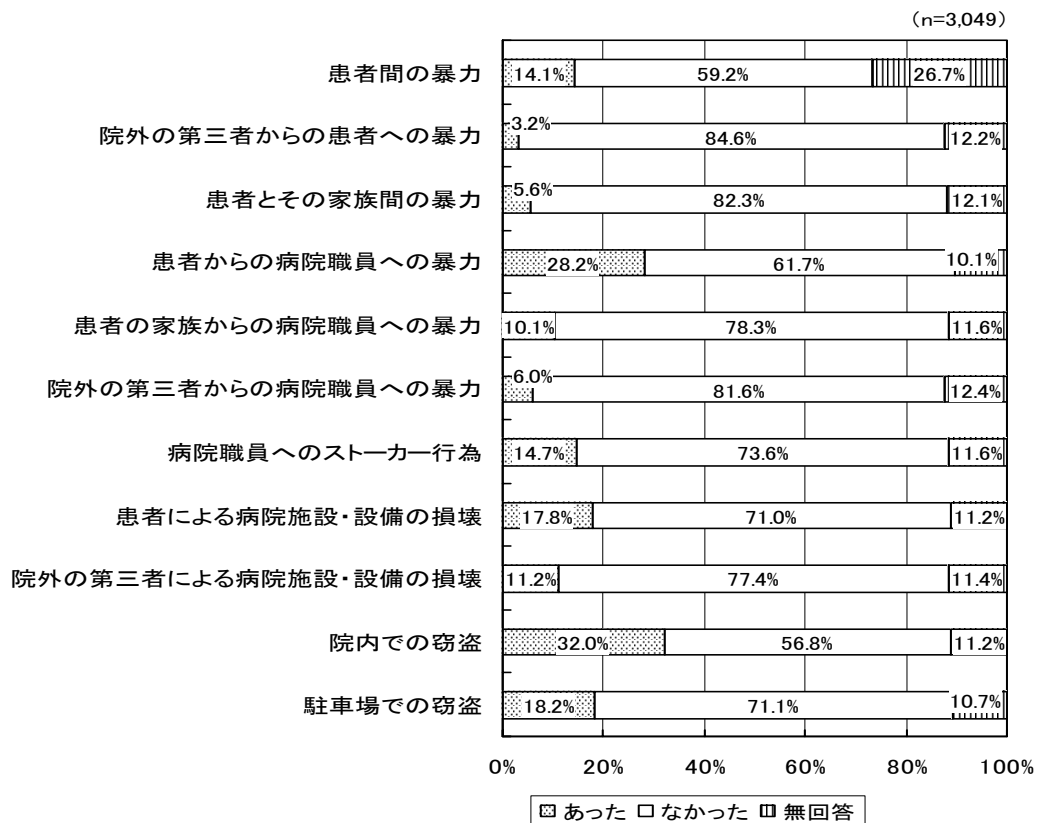 （n=3,049）
患者間の暴力 14.1% 59.2% 26.7%
院外の第三者からの患者への暴力 3.2% 84.6% 12.2%
患者とその家族間の暴力 5.6% 82.3% 12.1%
患者からの病院職員への暴力 28.2% 61.7% 10.1%
患者の家族からの病院職員への暴力 10.1% 78.3% 11.6%
院外の第三者からの病院職員への暴力 6.0% 81.6% 12.4%
病院職員へのストーカー行為 14.7% 73.6% 11.6%
患者による病院施設・設備の損壊 17.8% 71.0% 11.2%
院外の第三者による病院施設・設備の損壊 11.2% 77.4% 11.4%
院内での窃盗 32.0% 56.8% 11.2%
駐車場での窃盗 18.2% 71.1% 10.7%
0% 20% 40% 60% 80% 100%
あった なかった 無回答